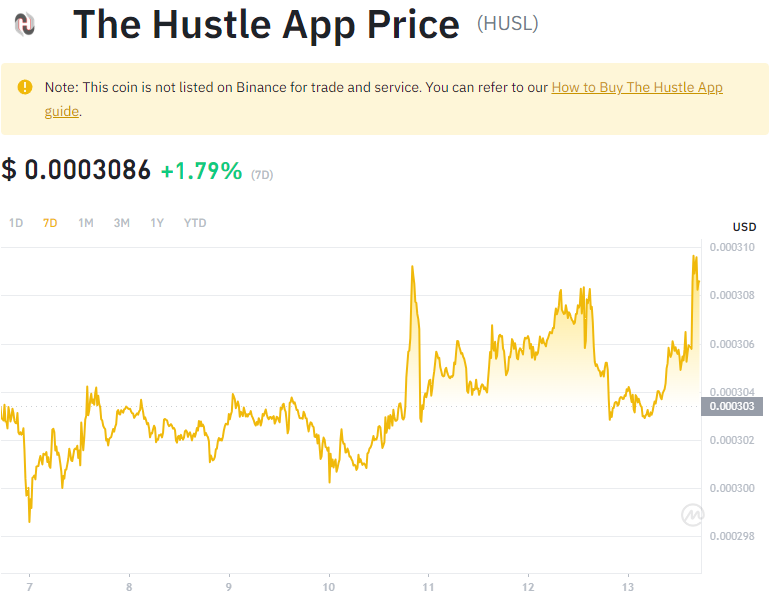 The Hustle App Price (HUSL)
Note: This coin is not listed on Binance for trade and service. You can refer to our How to Buy The Hustle App
guide.
$ 0.0003086 +1.79% (7D)
1D 7D 1M 3M 1Y YTD
USD
0.000310
0.000308
0.000306
0.000304
0.000303
0.000302
0.000300
0.000298
7 8 9 10 11 12 13